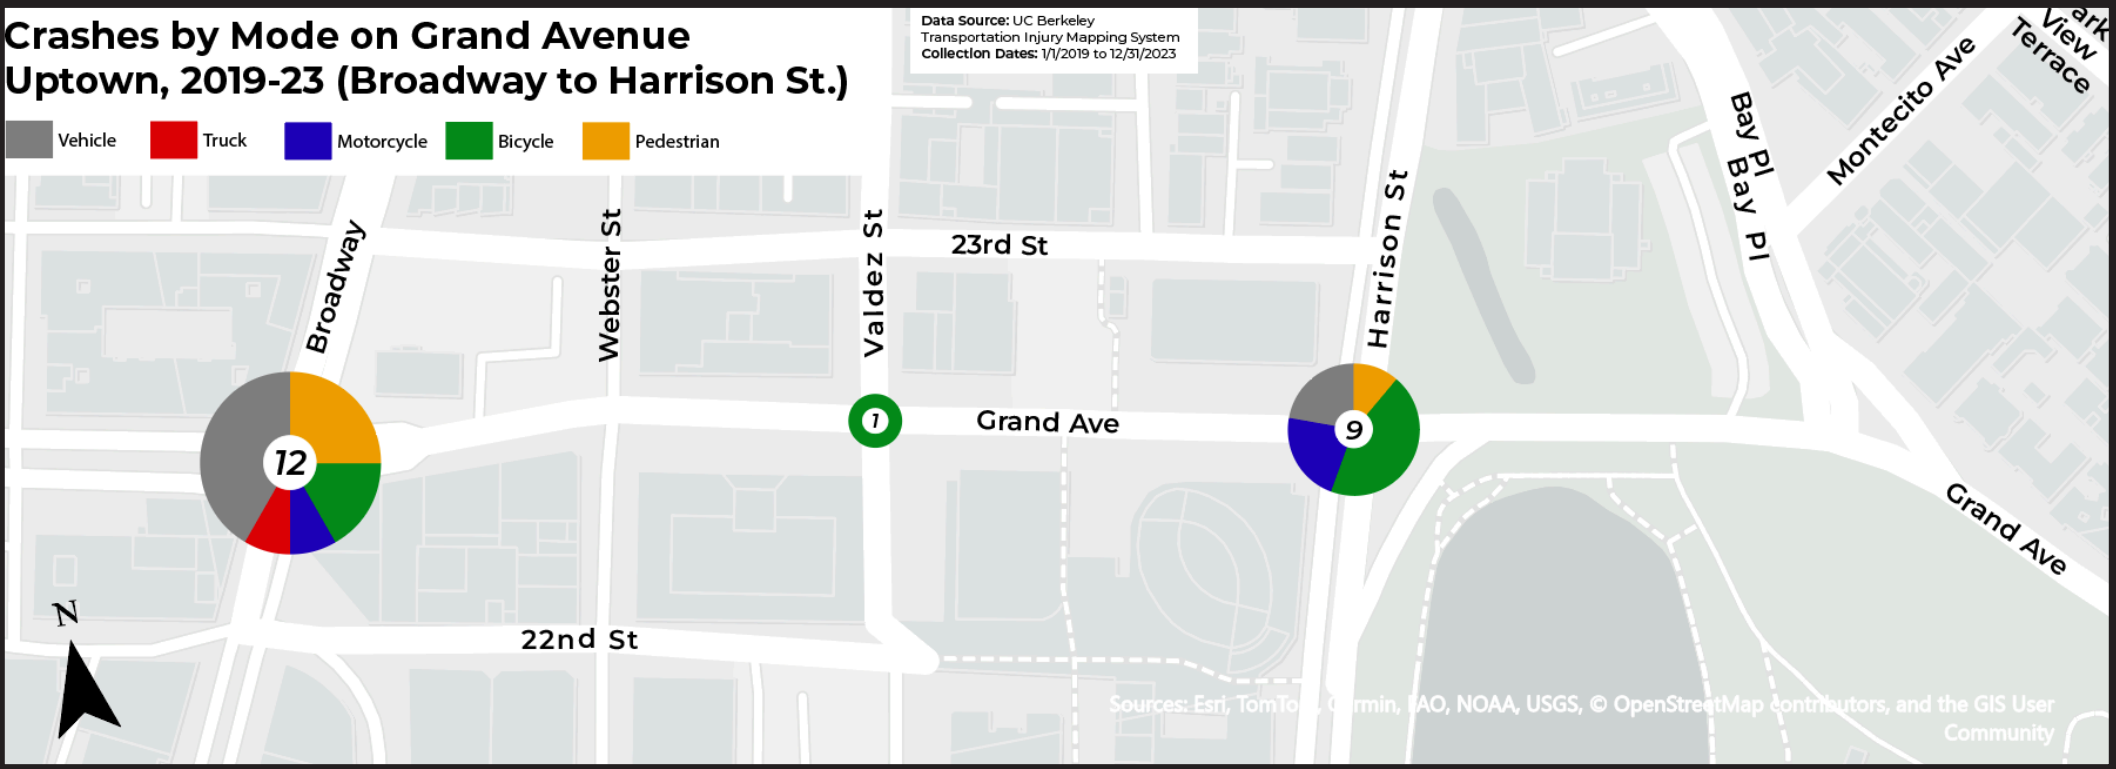 Crashes by Mode on Grand Avenue
Uptown, 2019-23 (Broadway to Harrison St.)
Data Source: UC Berkeley
Transportation Injury Mapping System
Collection Dates: 1/1/2019 to 12/31/2023
Vehicle
Truck
Motorcycle
Bicycle
Pedestrian
View
Terrace
Montecito Ave
Bay Pl
Bay Pl
Broadway
Webster St
Valdez St
23rd St
Harrison St
Grand Ave
12
1
9
Grand Ave
N
22nd St
Sources: Esri, TomTom, Garmin, FAO, NOAA, USGS, © OpenStreetMap contributors, and the GIS User
Community